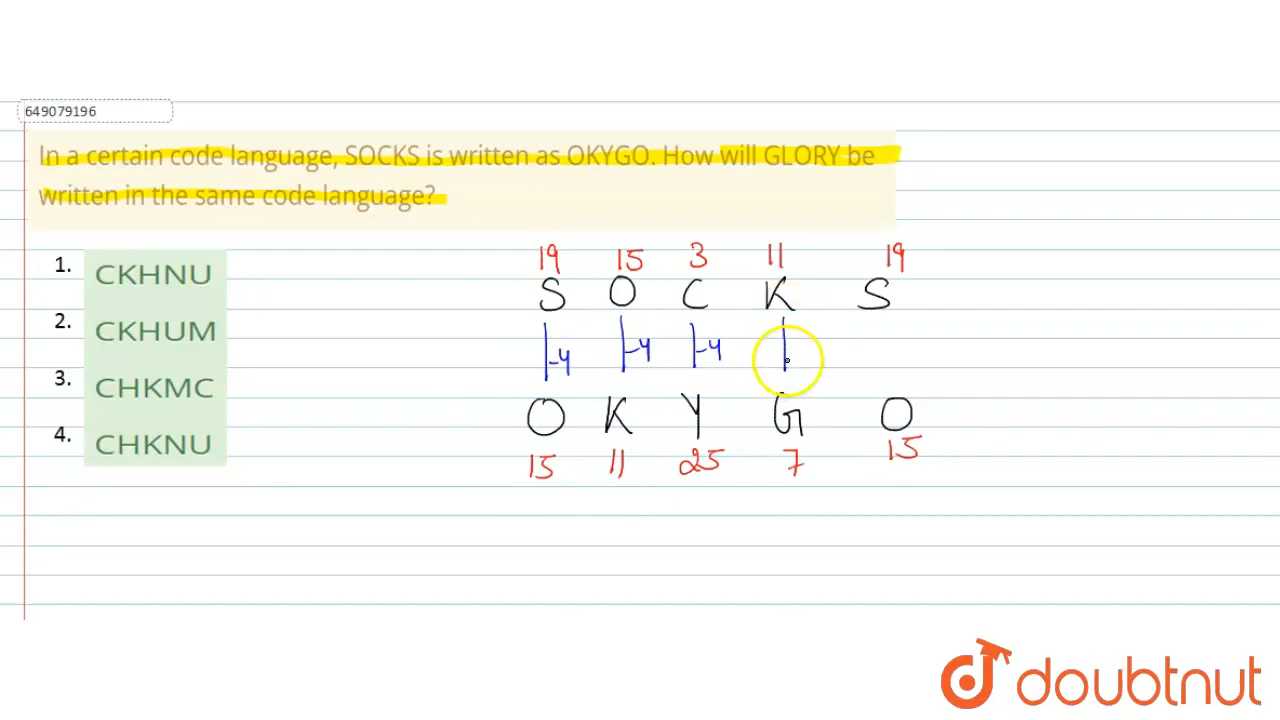 649079196
In a certain code language, SOCKS is written as OKYGO. How will GLORY be
written in the same code language?
1. CKHNU
2. CKHUM
3. CHKMC
4. CHKNU
19 15 3 11 19
S O C K S
-4 -4 -4
O K Y G O
15 11 25 7 15
doubtnut